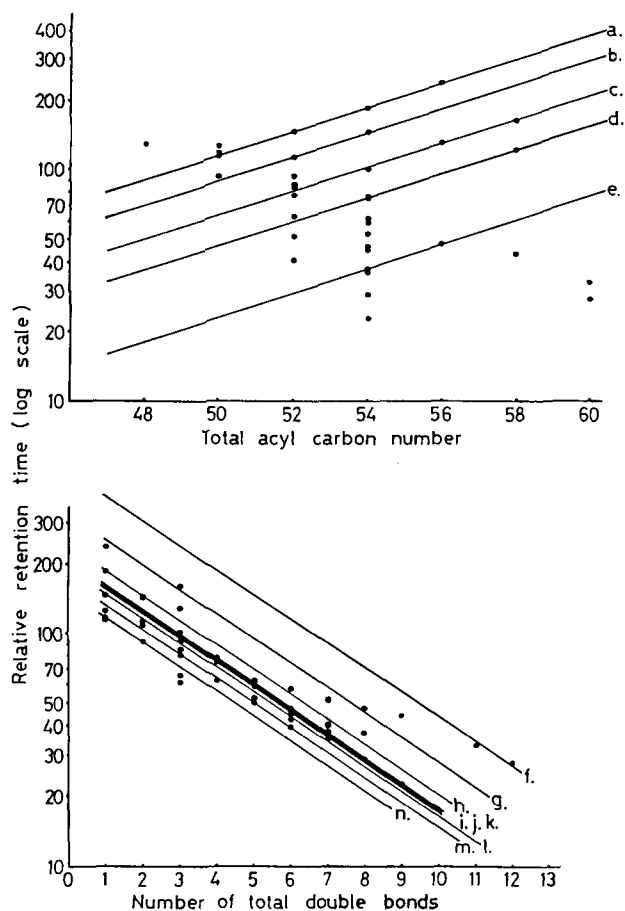 400
300
200
100
70
50
40
30
20
10
a.
b.
c.
d.
e.
48 50 52 54 56 58 60
Total acyl carbon number
Relative retention time (log scale)
300
200
100
70
50
40
30
20
10
f.
g.
h.
i. j. k.
l.
m.
n.
0 1 2 3 4 5 6 7 8 9 10 11 12 13
Number of total double bonds